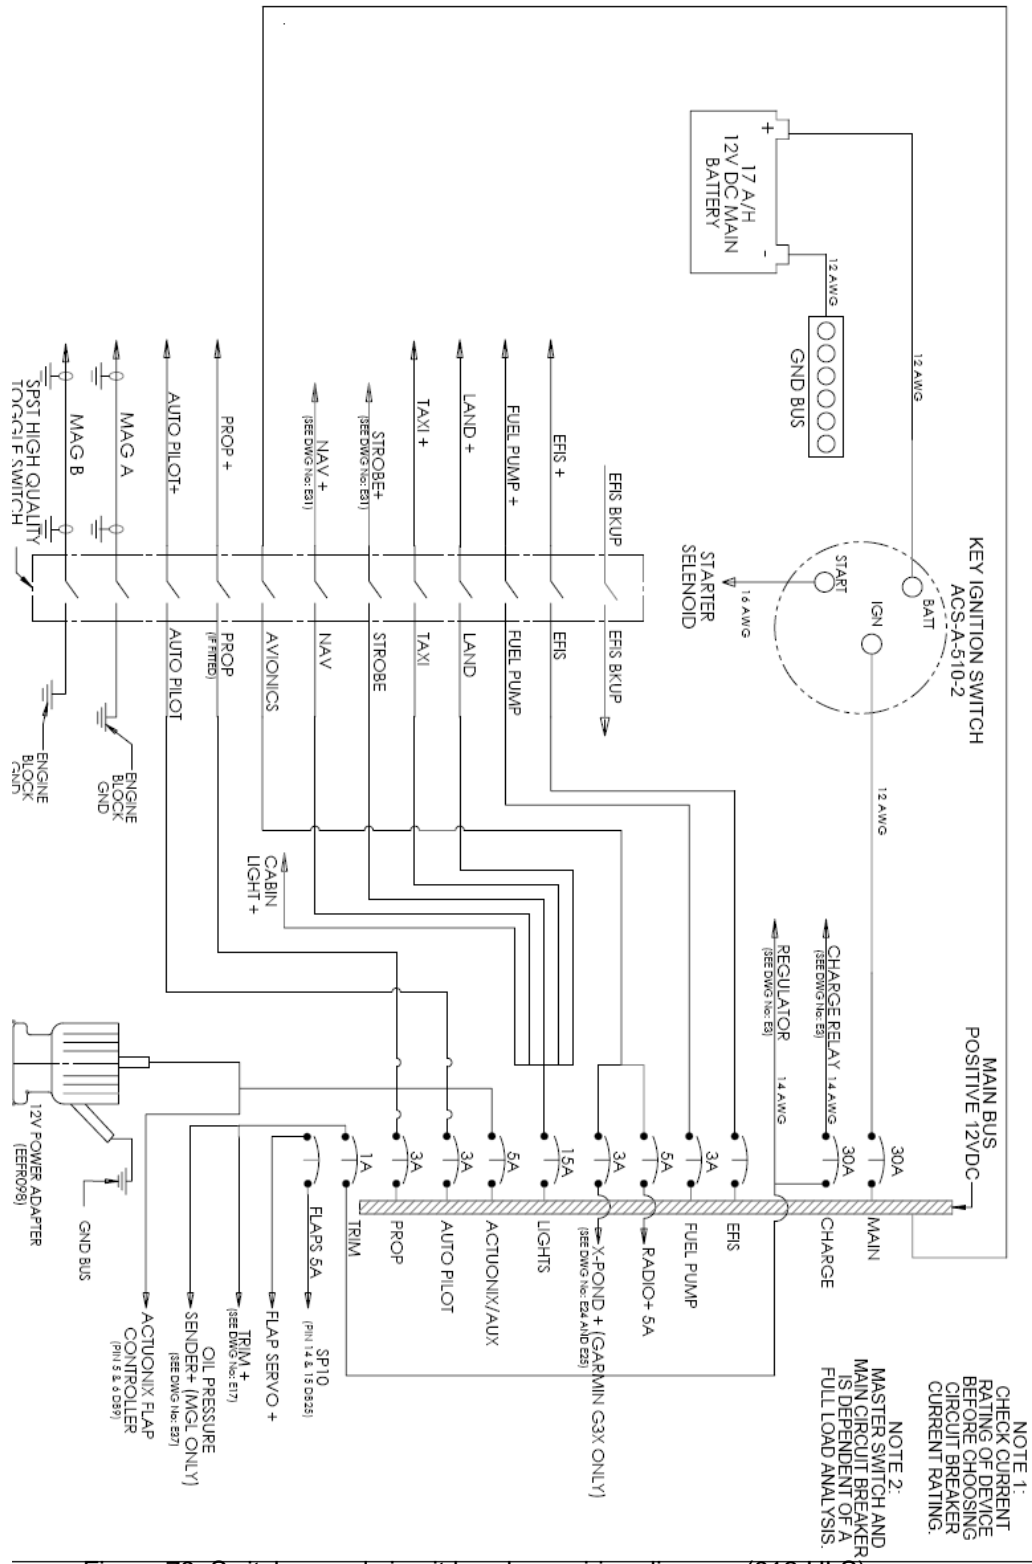 NOTE 1:
CHECK CURRENT
RATING OF DEVICE
BEFORE CHOOSING
CIRCUIT BREAKER
CURRENT RATING.
NOTE 2:
MASTER SWITCH AND
MAIN CIRCUIT BREAKER
IS DEPENDENT OF A
FULL LOAD ANALYSIS.
KEY IGNITION SWITCH
ACS-A-510-2
BATT
IGN
START
MAIN BUS
POSITIVE 12VDC
12 AWG
12 AWG
12 AWG
16 AWG
STARTER
SELENOID
+
-
17 A/H
12V DC MAIN
BATTERY
GND BUS
CHARGE RELAY
(SEE DWG No: E3)
14 AWG
REGULATOR
(SEE DWG No: E3)
14 AWG
30A
MAIN
30A
CHARGE
EFIS
3A
FUEL PUMP
5A
RADIO+ 5A
3A
X-POND + (GARMIN G3X ONLY)
(SEE DWG No: E24 AND E25)
15A
LIGHTS
5A
ACTUONIX/AUX
3A
AUTO PILOT
3A
PROP
1A
TRIM
FLAPS 5A
EFIS BKUP
EFIS BKUP
EFIS +
EFIS
FUEL PUMP +
FUEL PUMP
LAND +
LAND
TAXI +
TAXI
STROBE+
(SEE DWG No: E31)
STROBE
NAV +
(SEE DWG No: E31)
NAV
AVIONICS
PROP +
PROP
(IF FITTED)
AUTO PILOT+
AUTO PILOT
MAG A
MAG B
SPST HIGH QUALITY
TOGGLE SWITCH
ENGINE
BLOCK
GND
ENGINE
BLOCK
GND
CABIN
LIGHT +
SP10
(PIN 14 & 15 DB25)
FLAP SERVO +
TRIM +
(SEE DWG No: E17)
OIL PRESSURE
SENDER+ (MGL ONLY)
(SEE DWG No: E27)
ACTUONIX FLAP
CONTROLLER
(PIN 5 & 6 DB9)
GND BUS
12V POWER ADAPTER
(EEFR098)